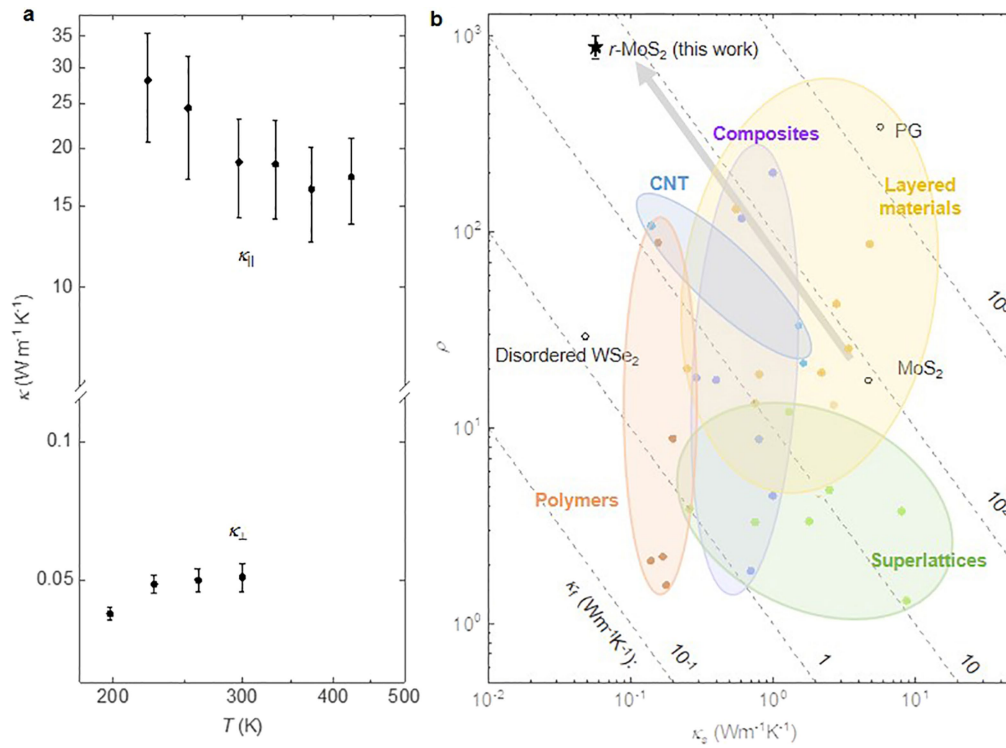 a
κ (W m⁻¹ K⁻¹)
35
30
25
20
15
10
0.1
0.05
κ||
κ⊥
200
300
400
500
T (K)
b
ρ
10³
10²
10¹
10⁰
r-MoS₂ (this work)
Composites
PG
CNT
Layered
materials
Disordered WSe₂
MoS₂
Polymers
Superlattices
κf (Wm⁻¹K⁻¹):
10⁻¹
1
10
10⁻²
10⁻¹
10⁰
10¹
κs (Wm⁻¹K⁻¹)